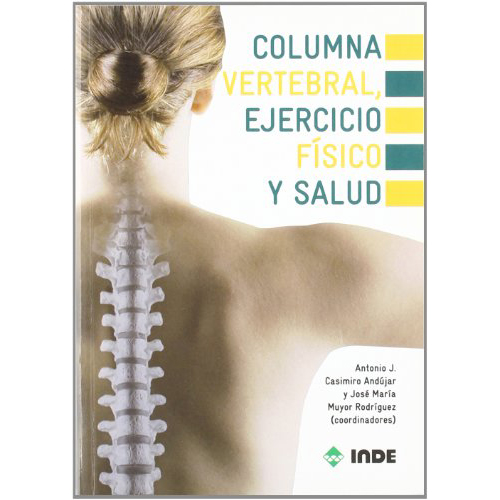 COLUMNA
VERTEBRAL,
EJERCICIO
FÍSICO
Y SALUD
Antonio J.
Casimiro Andújar
y José María
Muyor Rodríguez
(coordinadores)
INDE